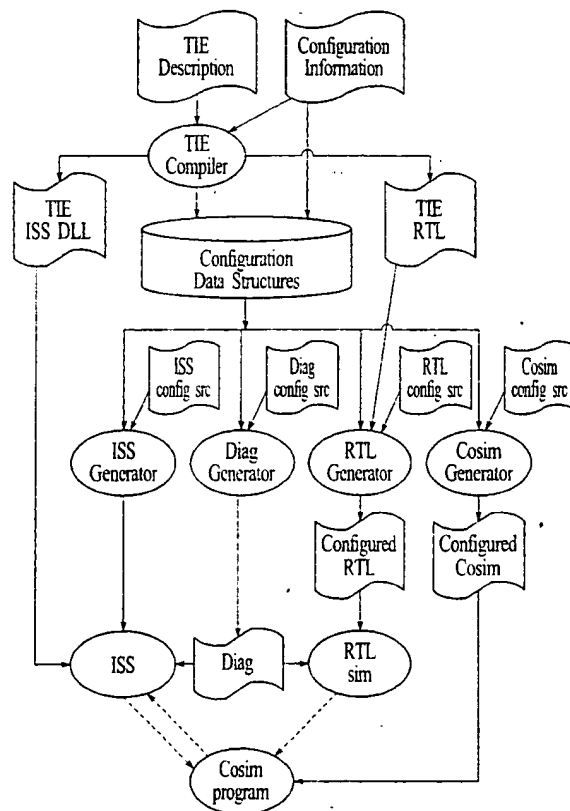 TIE
Description
Configuration
Information
TIE
Compiler
TIE
ISS DLL
TIE
RTL
Configuration
Data Structures
ISS
config src
Diag
config src
RTL
config src
Cosim
config src
ISS
Generator
Diag
Generator
RTL
Generator
Cosim
Generator
Configured
RTL
Configured
Cosim
ISS
Diag
RTL
sim
Cosim
program